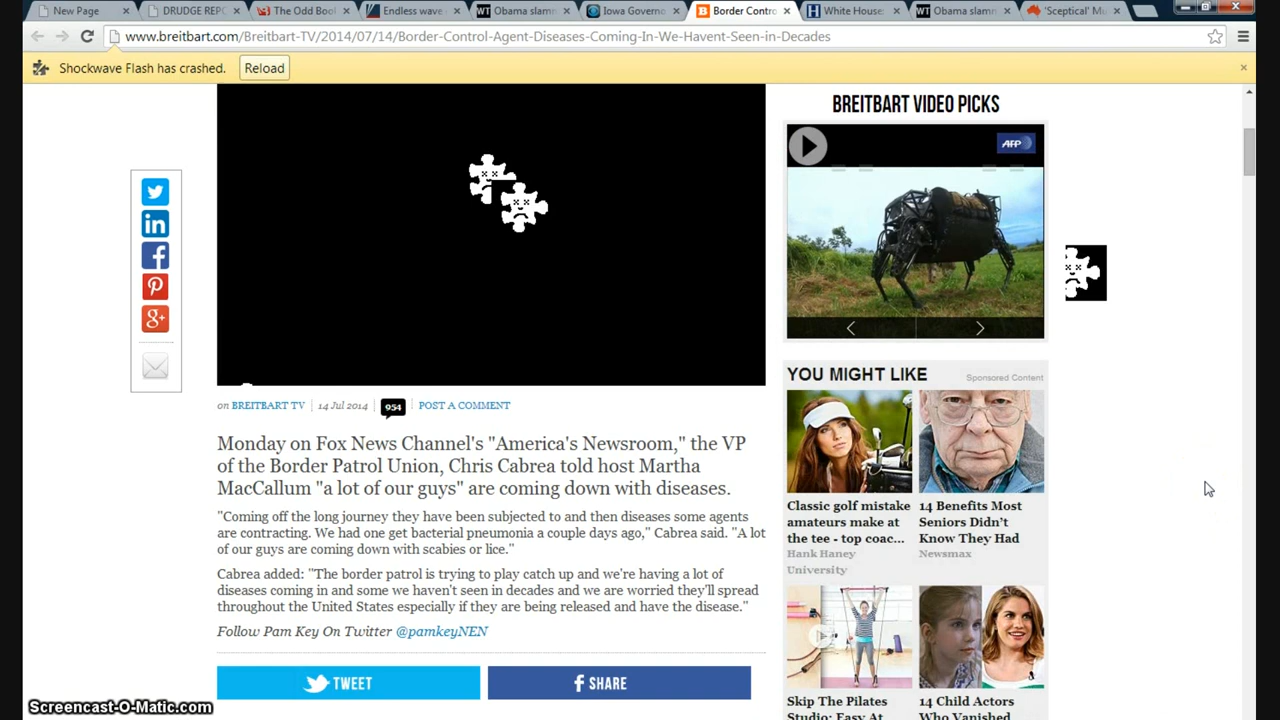 New Page
DRUDGE REPO
The Odd Book
Endless wave
Obama slamm
Iowa Governo
Border Contro
White House:
Obama slamm
'Sceptical' Mu
www.breitbart.com/Breitbart-TV/2014/07/14/Border-Control-Agent-Diseases-Coming-In-We-Havent-Seen-in-Decades
Shockwave Flash has crashed. Reload
BREITBART VIDEO PICKS
AFP
on BREITBART TV 14 Jul 2014 954 POST A COMMENT
Monday on Fox News Channel's "America's Newsroom," the VP
of the Border Patrol Union, Chris Cabrea told host Martha
MacCallum "a lot of our guys" are coming down with diseases.
"Coming off the long journey they have been subjected to and then diseases some agents
are contracting. We had one get bacterial pneumonia a couple days ago," Cabrea said. "A lot
of our guys are coming down with scabies or lice."
Cabrea added: "The border patrol is trying to play catch up and we're having a lot of
diseases coming in and some we haven't seen in decades and we are worried they'll spread
throughout the United States especially if they are being released and have the disease."
Follow Pam Key On Twitter @pamkeyNEN
TWEET
SHARE
YOU MIGHT LIKE
Sponsored Content
Classic golf mistake
amateurs make at
the tee - top coac...
Hank Haney
University
14 Benefits Most
Seniors Didn't
Know They Had
Newsmax
Skip The Pilates
Studio: Easy At
14 Child Actors
Who Vanished
Screencast-O-Matic.com